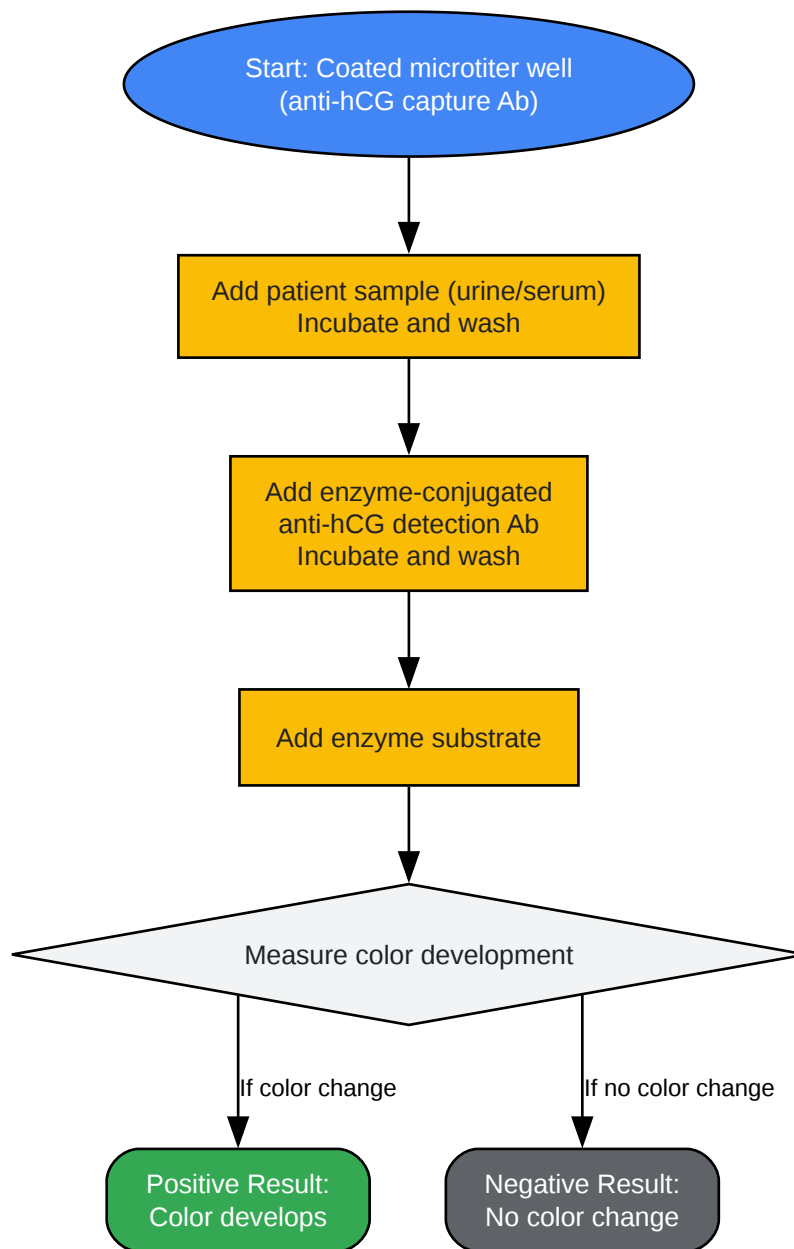 Start: Coated microtiter well
(anti-hCG capture Ab)
Add patient sample (urine/serum)
Incubate and wash
Add enzyme-conjugated
anti-hCG detection Ab
Incubate and wash
Add enzyme substrate
Measure color development
If color change
If no color change
Positive Result:
Color develops
Negative Result:
No color change